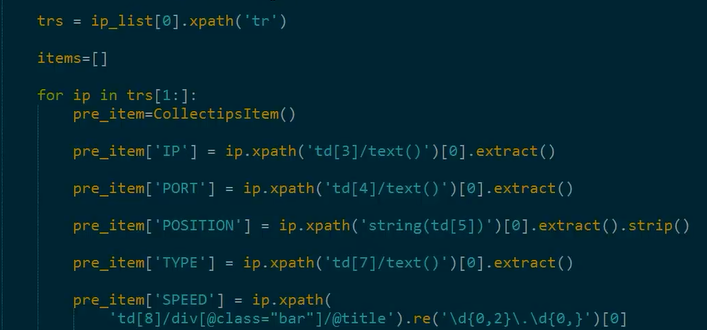 trs = ip_list[0].xpath('tr')
items=[]
for ip in trs[1:]:
pre_item=CollectipsItem()
pre_item['IP'] = ip.xpath('td[3]/text()')[0].extract()
pre_item['PORT'] = ip.xpath('td[4]/text()')[0].extract()
pre_item['POSITION'] = ip.xpath('string(td[5])')[0].extract().strip()
pre_item['TYPE'] = ip.xpath('td[7]/text()')[0].extract()
pre_item['SPEED'] = ip.xpath(
'td[8]/div[@class="bar"]/@title').re('\d{0,2}\.\d{0,}')[0]